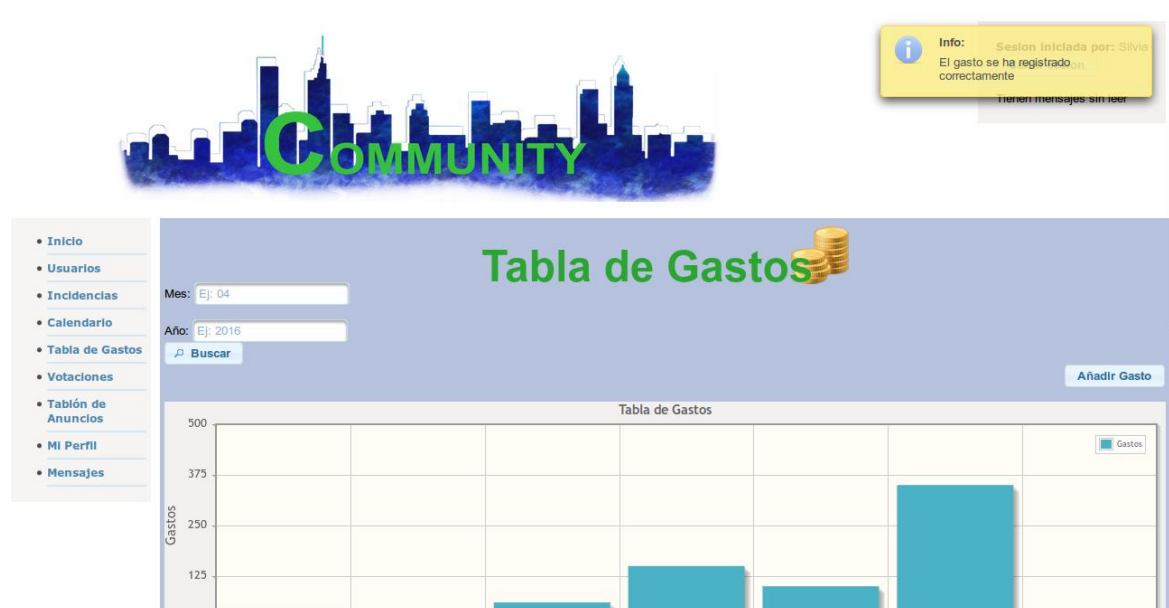 COMMUNITY
Info:
El gasto se ha registrado
correctamente
Sesion Iniciada por: Silvia
Tienen mensajes sin leer
Inicio
Usuarios
Incidencias
Calendario
Tabla de Gastos
Votaciones
Tablón de
Anuncios
Mi Perfil
Mensajes
Tabla de Gastos
Mes: Ej: 04
Año: Ej: 2016
Buscar
Añadir Gasto
Tabla de Gastos
500
375
250
125
Gastos
Gastos